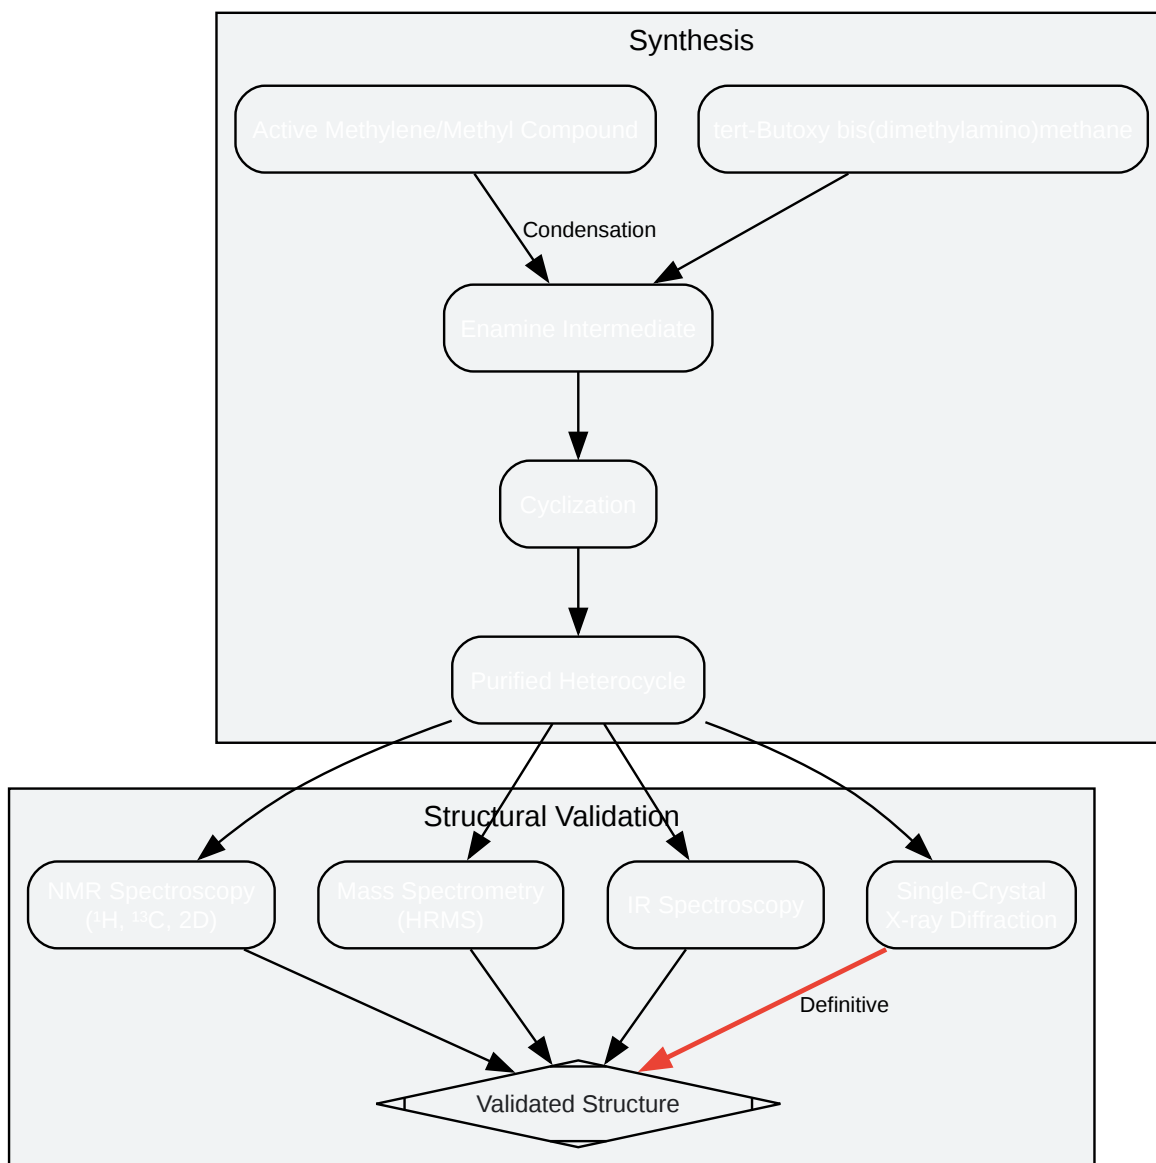 Synthesis
Active Methylene/Methyl Compound
tert-Butoxy bis(dimethylamino)methane
Condensation
Enamine Intermediate
Cyclization
Purified Heterocycle
Structural Validation
NMR Spectroscopy
(¹H, ¹³C, 2D)
Mass Spectrometry
(HRMS)
IR Spectroscopy
Single-Crystal
X-ray Diffraction
Definitive
Validated Structure